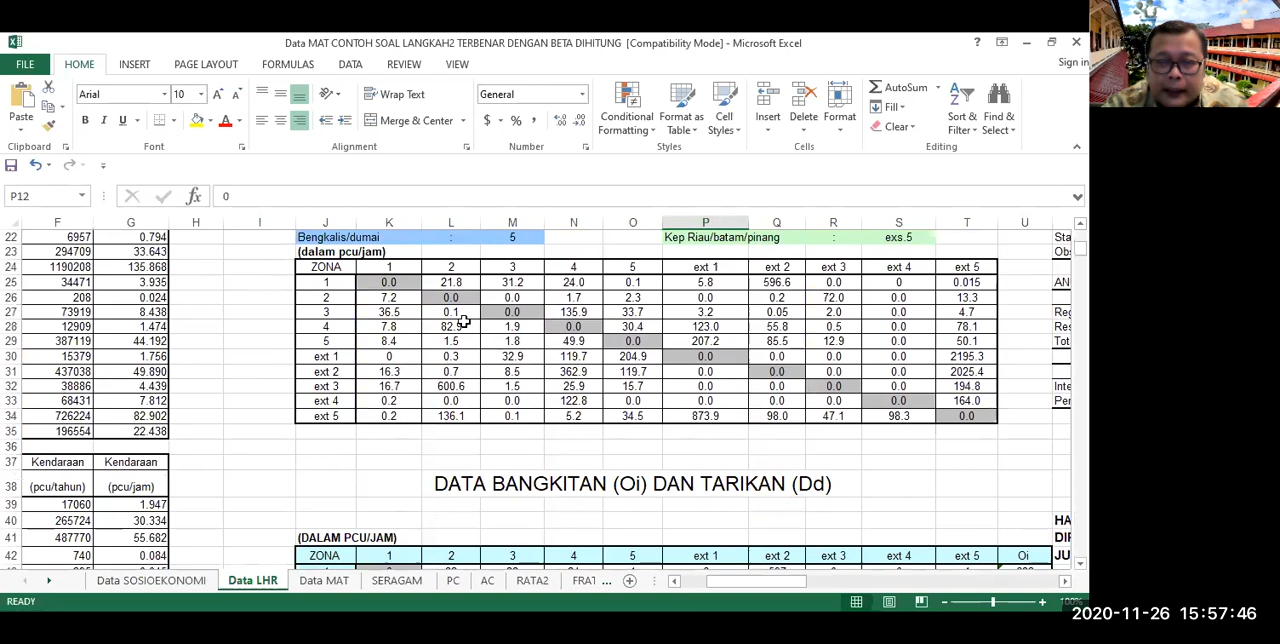 Data MAT CONTOH SOAL LANGKAH2 TERBENAR DENGAN BETA DIHITUNG [Compatibility Mode] - Microsoft Excel
Sign in
FILE HOME INSERT PAGE LAYOUT FORMULAS DATA REVIEW VIEW
Paste Arial 10 Wrap Text General Conditional Formatting Format as Table Cell Styles Insert Delete Format AutoSum Sort & Filter Find & Select
B I U Merge & Center $ % Fill
Clear
Clipboard Font Alignment Number Styles Cells Editing
P12 fx 0
F G H I J K L M N O P Q R S T U
22 6957 0.794 Bengkalis/dumai : 5 Kep Riau/batam/pinang : exs.5 Sta
23 294709 33.643 (dalam pcu/jam) Obs
24 1190208 135.868 ZONA 1 2 3 4 5 ext 1 ext 2 ext 3 ext 4 ext 5
25 34471 3.935 1 0.0 21.8 31.2 24.0 0.1 5.8 596.6 0.0 0 0.015 AN
26 208 0.024 2 7.2 0.0 0.0 1.7 2.3 0.0 0.2 72.0 0.0 13.3
27 73919 8.438 3 36.5 0.1 0.0 135.9 33.7 3.2 0.05 2.0 0.0 4.7 Reg
28 12909 1.474 4 7.8 82.9 1.9 0.0 30.4 123.0 55.8 0.5 0.0 78.1 Res
29 387119 44.192 5 8.4 1.5 1.8 49.9 0.0 207.2 85.5 12.9 0.0 50.1 Tot
30 15379 1.756 ext 1 0 0.3 32.9 119.7 204.9 0.0 0.0 0.0 0.0 2195.3
31 437038 49.890 ext 2 16.3 0.7 8.5 362.9 119.7 0.0 0.0 0.0 0.0 2025.4
32 38886 4.439 ext 3 16.7 600.6 1.5 25.9 15.7 0.0 0.0 0.0 0.0 194.8 Inte
33 68431 7.812 ext 4 0.2 0.0 0.0 122.8 0.0 0.0 0.0 0.0 0.0 164.0 Per
34 726224 82.902 ext 5 0.2 136.1 0.1 5.2 34.5 873.9 98.0 47.1 98.3 0.0
35 196554 22.438
36
37 Kendaraan Kendaraan
38 (pcu/tahun) (pcu/jam) DATA BANGKITAN (Oi) DAN TARIKAN (Dd)
39 17060 1.947
40 265724 30.334 HA
41 487770 55.682 (DALAM PCU/JAM) DIF
42 740 0.084 ZONA 1 2 3 4 5 ext 1 ext 2 ext 3 ext 4 ext 5 Oi JU
Data SOSIOEKONOMI Data LHR Data MAT SERAGAM PC AC RATA2 FRAT ...
READY 100%
2020-11-26 15:57:46